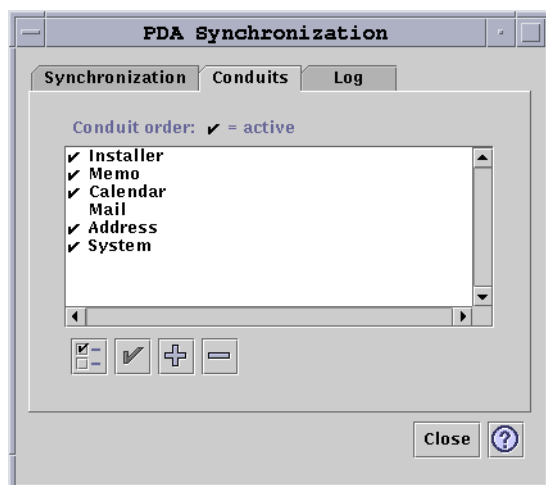 PDA Synchronization
Synchronization Conduits Log
Conduit order: ✔ = active
✔ Installer
✔ Memo
✔ Calendar
Mail
✔ Address
✔ System
Close ?